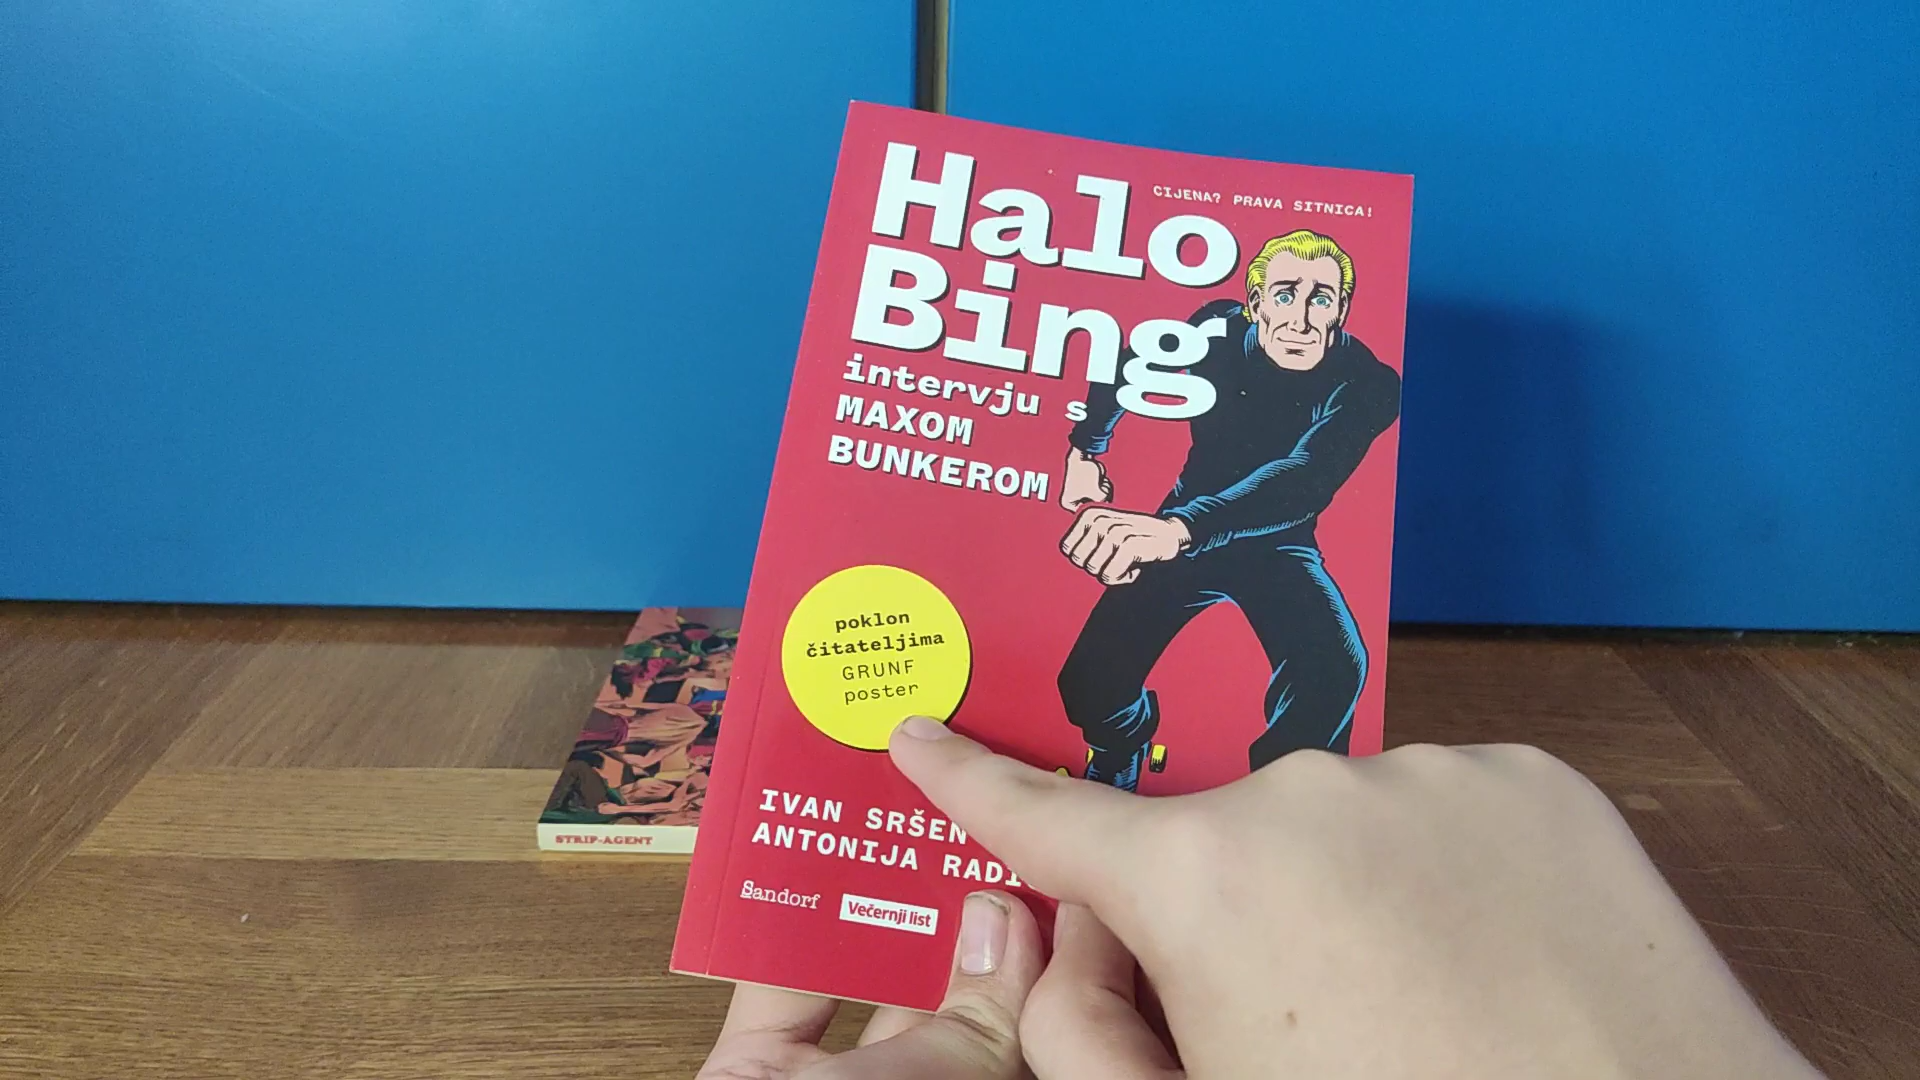 CIJENA? PRAVA SITNICA!
Halo
Bing
intervju s
MAXOM
BUNKEROM
poklon
čitateljima
GRUNF
poster
IVAN SRŠEN
ANTONIJA
Sandorf
Večernji list
STRIP-AGENT